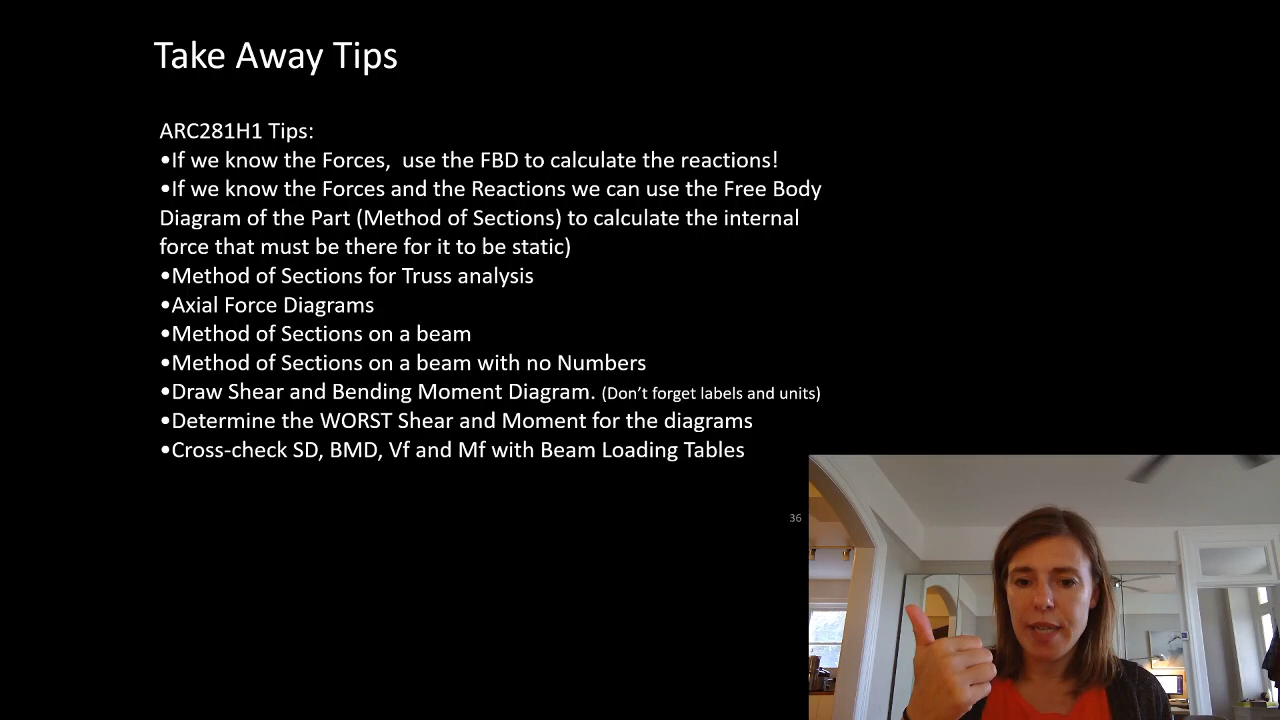 Take Away Tips
ARC281H1 Tips:
•If we know the Forces,  use the FBD to calculate the reactions!
•If we know the Forces and the Reactions we can use the Free Body
Diagram of the Part (Method of Sections) to calculate the internal
force that must be there for it to be static)
•Method of Sections for Truss analysis
•Axial Force Diagrams
•Method of Sections on a beam
•Method of Sections on a beam with no Numbers
•Draw Shear and Bending Moment Diagram. (Don’t forget labels and units)
•Determine the WORST Shear and Moment for the diagrams
•Cross-check SD, BMD, Vf and Mf with Beam Loading Tables
36